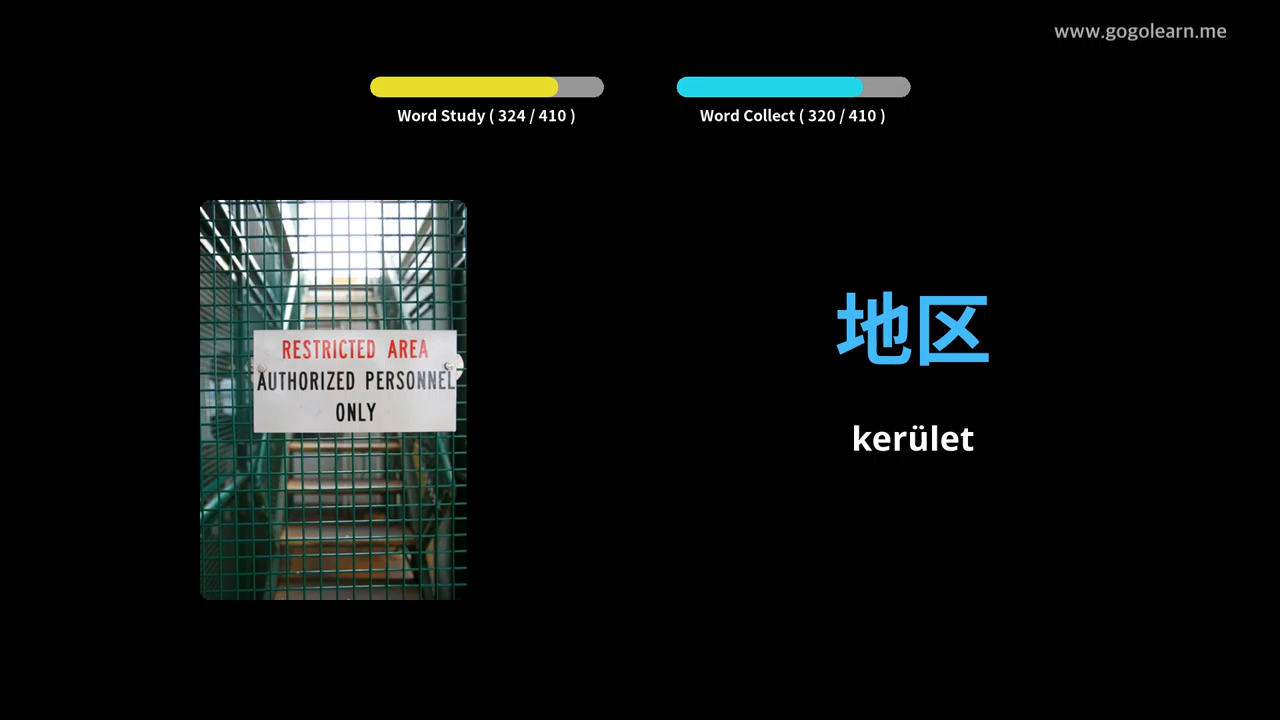 www.gogolearn.me
Word Study ( 324 / 410 )
Word Collect ( 320 / 410 )
RESTRICTED AREA
AUTHORIZED PERSONNEL
ONLY
地区
kerület